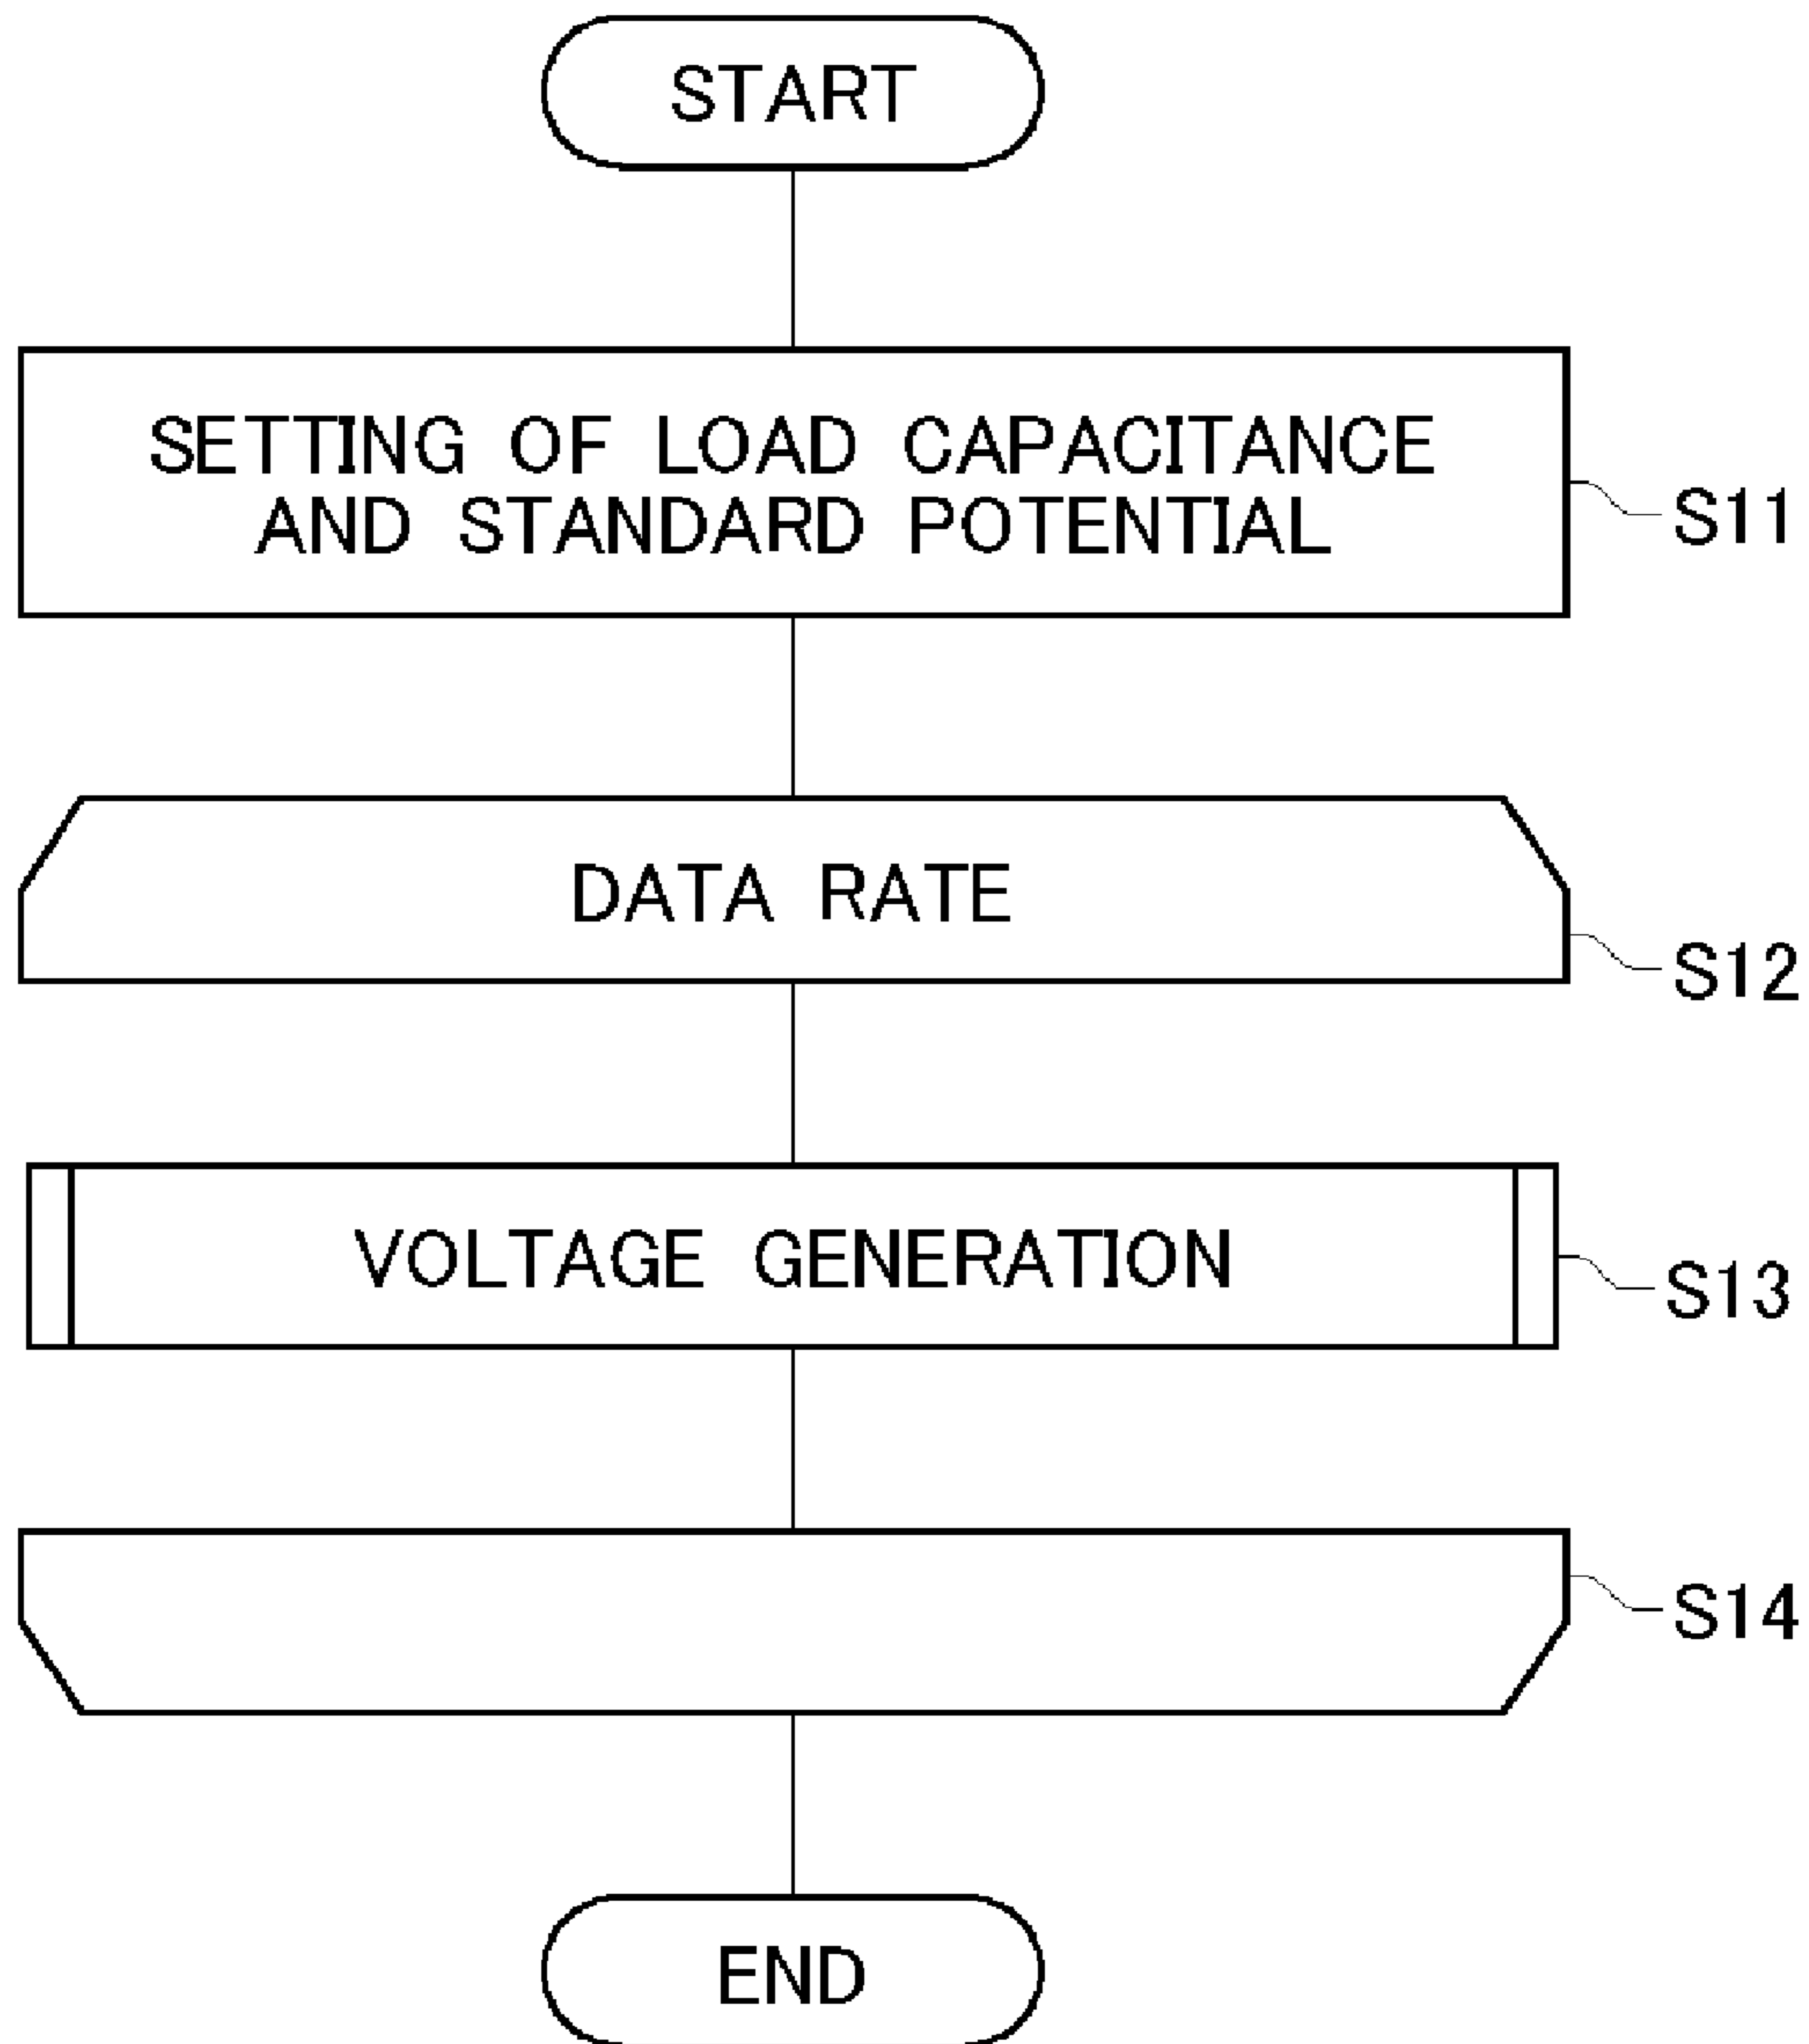 START
SETTING OF LOAD CAPACITANCE
AND STANDARD POTENTIAL
S11
DATA RATE
S12
VOLTAGE GENERATION
S13
S14
END